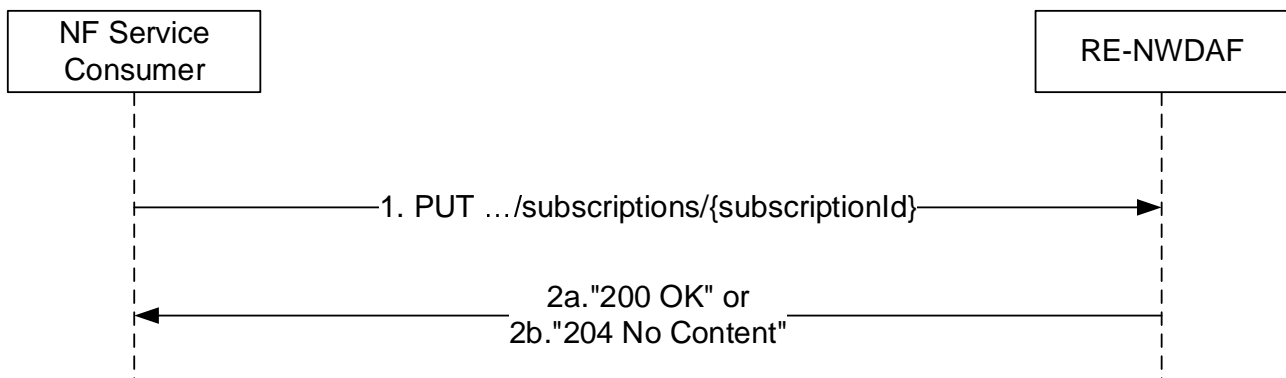 NF Service
Consumer
RE-NWDAF
1. PUT …/subscriptions/{subscriptionId}
2a."200 OK" or
2b."204 No Content"